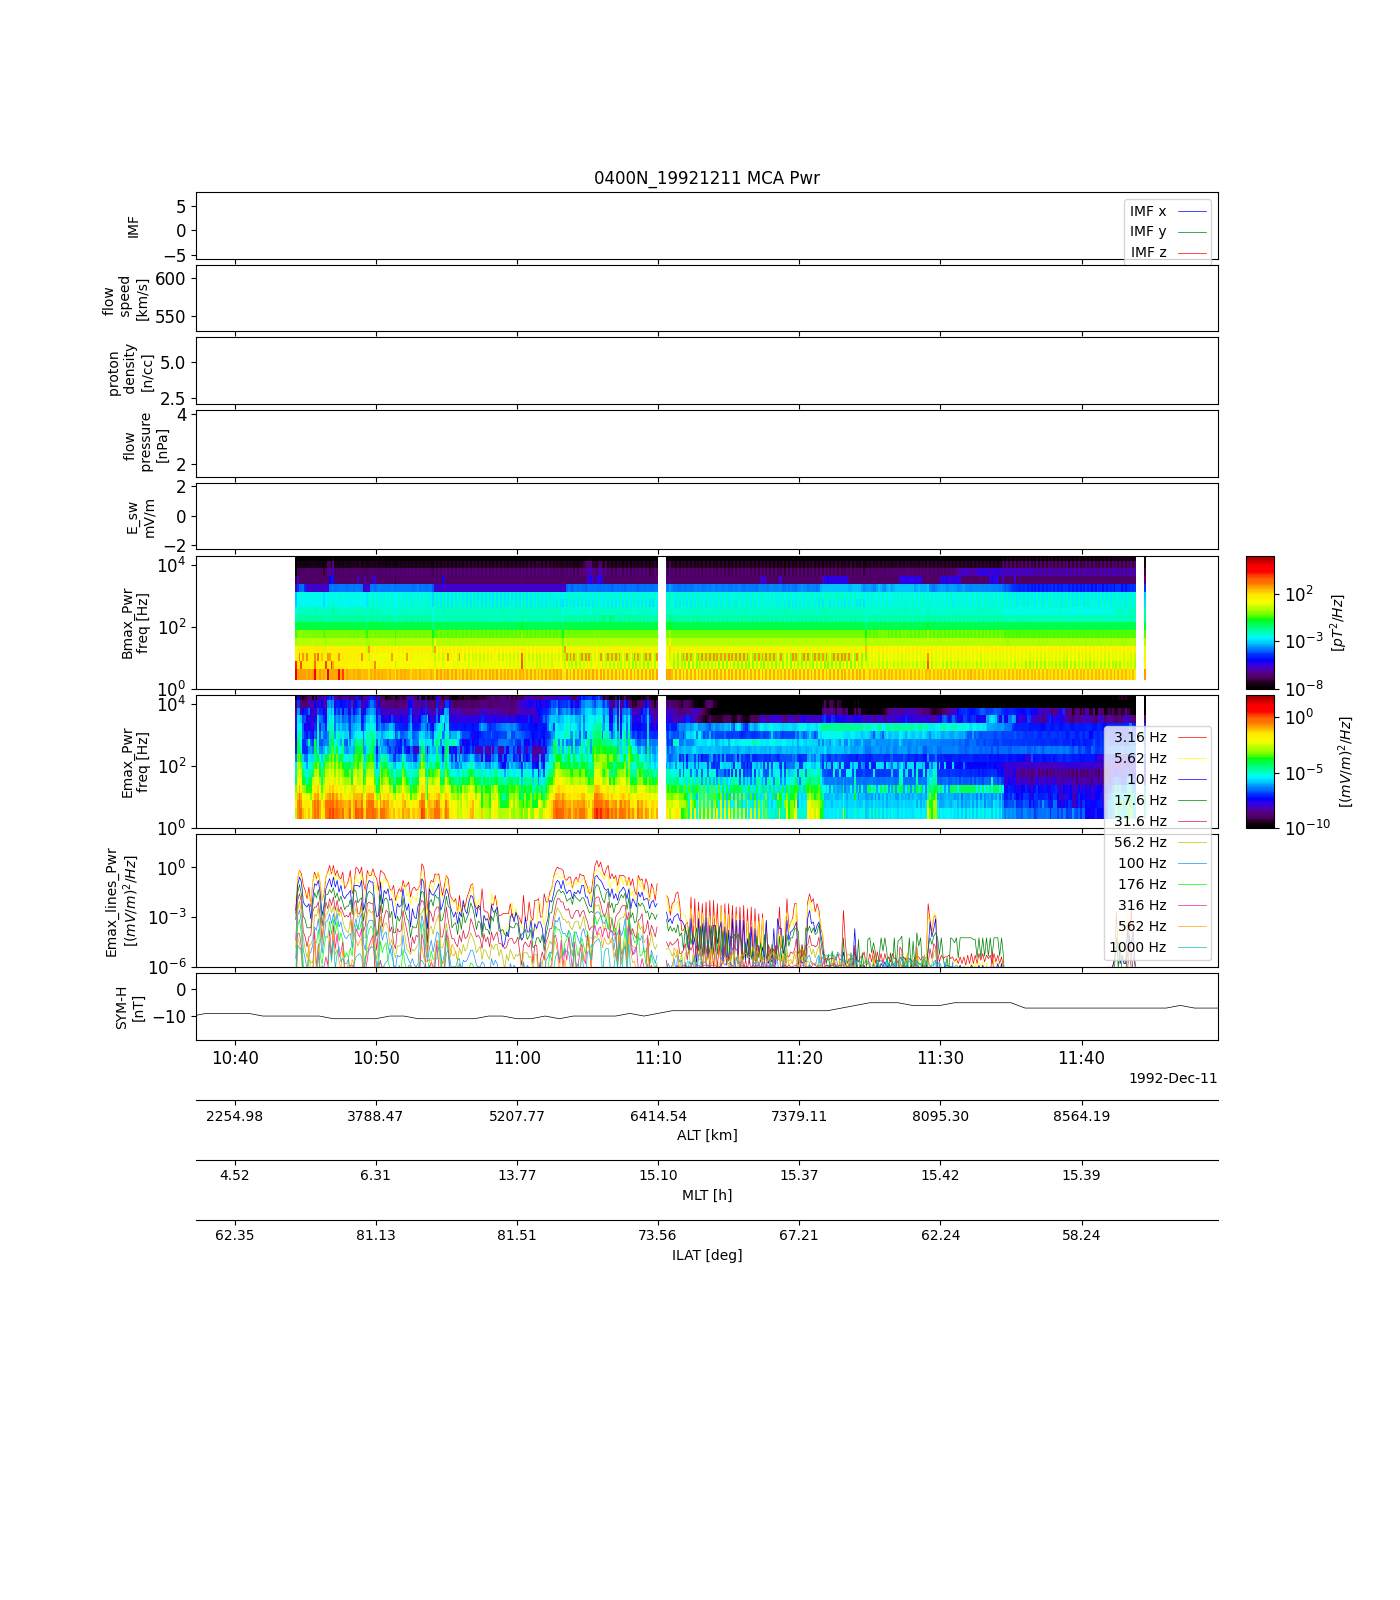 0400N_19921211 MCA Pwr
IMF
5
0
−5
IMF x
IMF y
IMF z
flow
speed
[km/s]
600
550
proton
density
[n/cc]
5.0
2.5
flow
pressure
[nPa]
4
2
E_sw
mV/m
2
0
−2
Bmax_Pwr
freq [Hz]
10^4
10^2
10^0
10^2
10^−3
10^−8
[pT^2/Hz]
Emax_Pwr
freq [Hz]
10^4
10^2
10^0
10^0
10^−5
10^−10
[(mV/m)^2/Hz]
3.16 Hz
5.62 Hz
10 Hz
17.6 Hz
31.6 Hz
56.2 Hz
100 Hz
176 Hz
316 Hz
562 Hz
1000 Hz
Emax_lines_Pwr
[(mV/m)^2/Hz]
10^0
10^−3
10^−6
SYM-H
[nT]
0
−10
10:40 10:50 11:00 11:10 11:20 11:30 11:40
1992-Dec-11
2254.98 3788.47 5207.77 6414.54 7379.11 8095.30 8564.19
ALT [km]
4.52 6.31 13.77 15.10 15.37 15.42 15.39
MLT [h]
62.35 81.13 81.51 73.56 67.21 62.24 58.24
ILAT [deg]